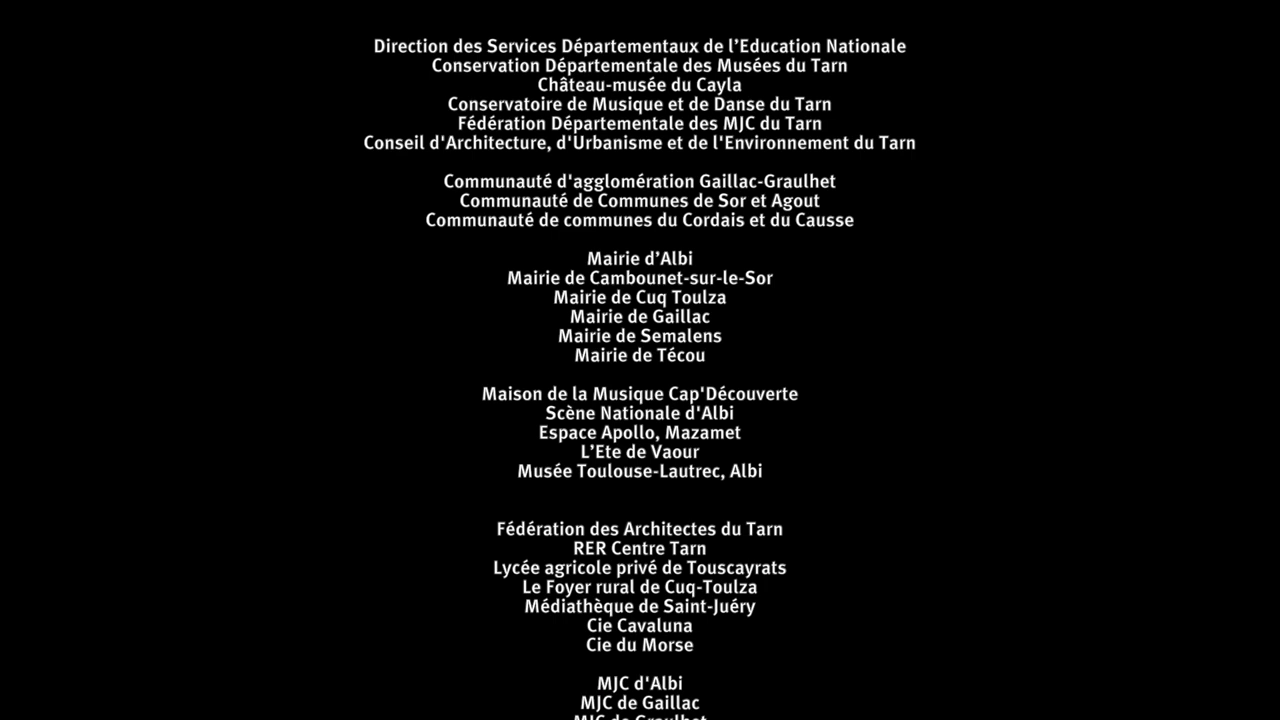 Direction des Services Départementaux de l’Education Nationale
Conservation Départementale des Musées du Tarn
Château-musée du Cayla
Conservatoire de Musique et de Danse du Tarn
Fédération Départementale des MJC du Tarn
Conseil d'Architecture, d'Urbanisme et de l'Environnement du Tarn
Communauté d'agglomération Gaillac-Graulhet
Communauté de Communes de Sor et Agout
Communauté de communes du Cordais et du Causse
Mairie d’Albi
Mairie de Cambounet-sur-le-Sor
Mairie de Cuq Toulza
Mairie de Gaillac
Mairie de Semalens
Mairie de Técou
Maison de la Musique Cap'Découverte
Scène Nationale d'Albi
Espace Apollo, Mazamet
L’Ete de Vaour
Musée Toulouse-Lautrec, Albi
Fédération des Architectes du Tarn
RER Centre Tarn
Lycée agricole privé de Touscayrats
Le Foyer rural de Cuq-Toulza
Médiathèque de Saint-Juéry
Cie Cavaluna
Cie du Morse
MJC d'Albi
MJC de Gaillac
MJC de Graulhet